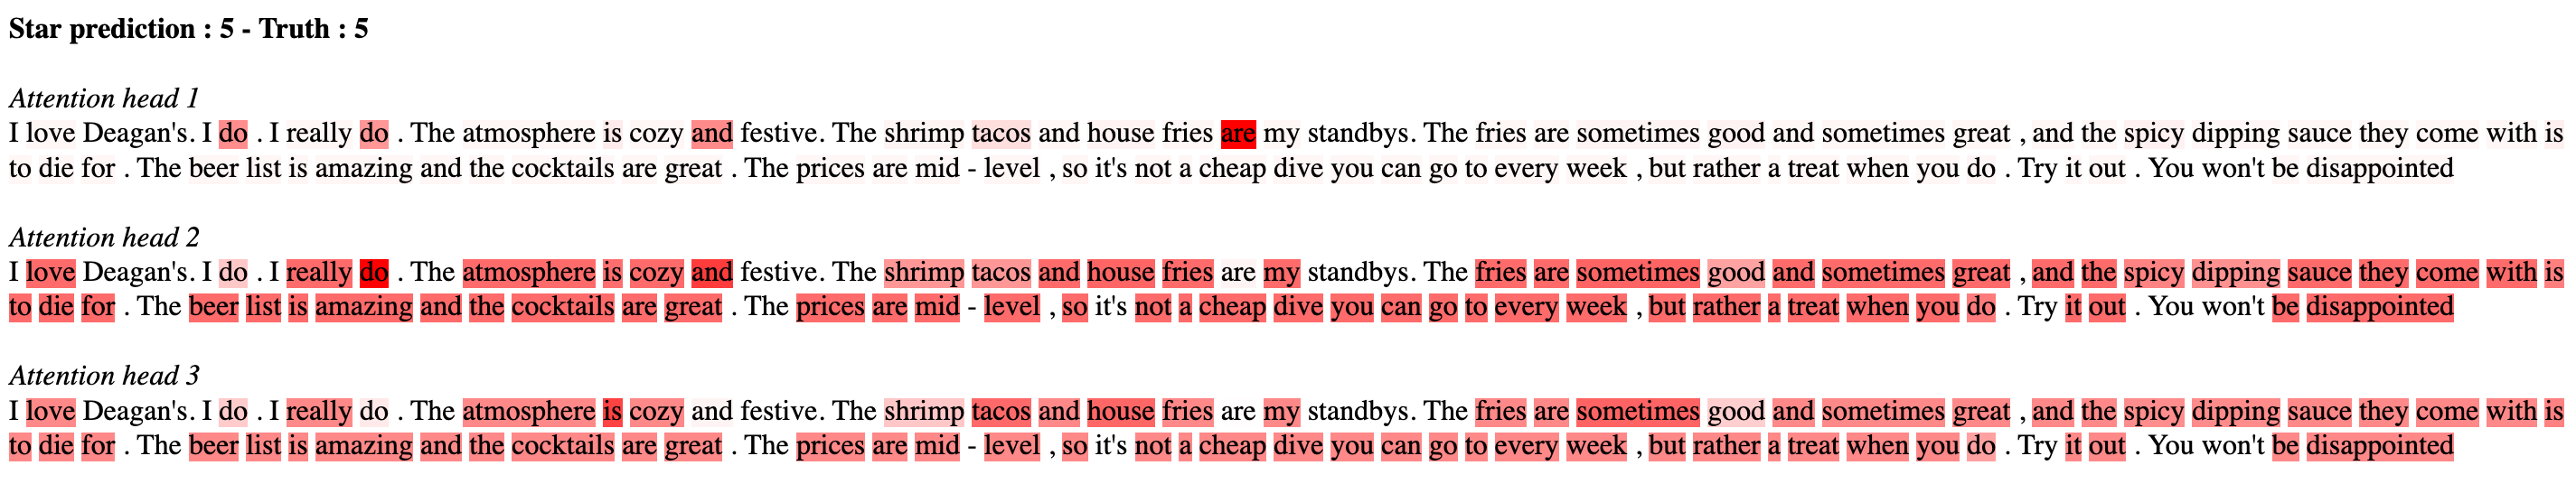 Star prediction : 5 - Truth : 5
Attention head 1
I love Deagan's. I do . I really do . The atmosphere is cozy and festive. The shrimp tacos and house fries are my standbys. The fries are sometimes good and sometimes great , and the spicy dipping sauce they come with is
to die for . The beer list is amazing and the cocktails are great . The prices are mid - level , so it's not a cheap dive you can go to every week , but rather a treat when you do . Try it out . You won't be disappointed
Attention head 2
I love Deagan's. I do . I really do . The atmosphere is cozy and festive. The shrimp tacos and house fries are my standbys. The fries are sometimes good and sometimes great , and the spicy dipping sauce they come with is
to die for . The beer list is amazing and the cocktails are great . The prices are mid - level , so it's not a cheap dive you can go to every week , but rather a treat when you do . Try it out . You won't be disappointed
Attention head 3
I love Deagan's. I do . I really do . The atmosphere is cozy and festive. The shrimp tacos and house fries are my standbys. The fries are sometimes good and sometimes great , and the spicy dipping sauce they come with is
to die for . The beer list is amazing and the cocktails are great . The prices are mid - level , so it's not a cheap dive you can go to every week , but rather a treat when you do . Try it out . You won't be disappointed